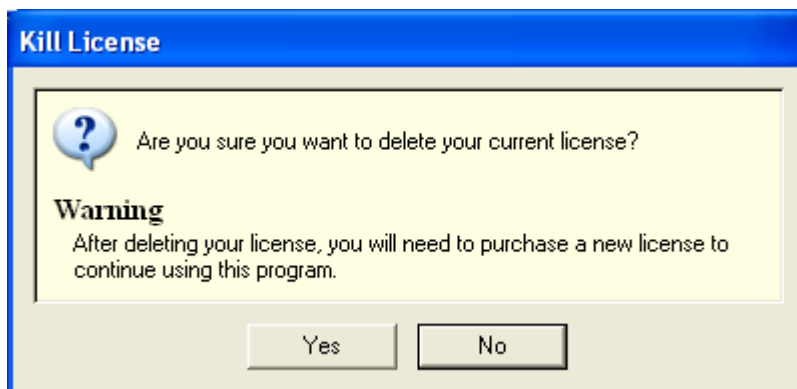 Kill License
Are you sure you want to delete your current license?
Warning
After deleting your license, you will need to purchase a new license to
continue using this program.
Yes
No